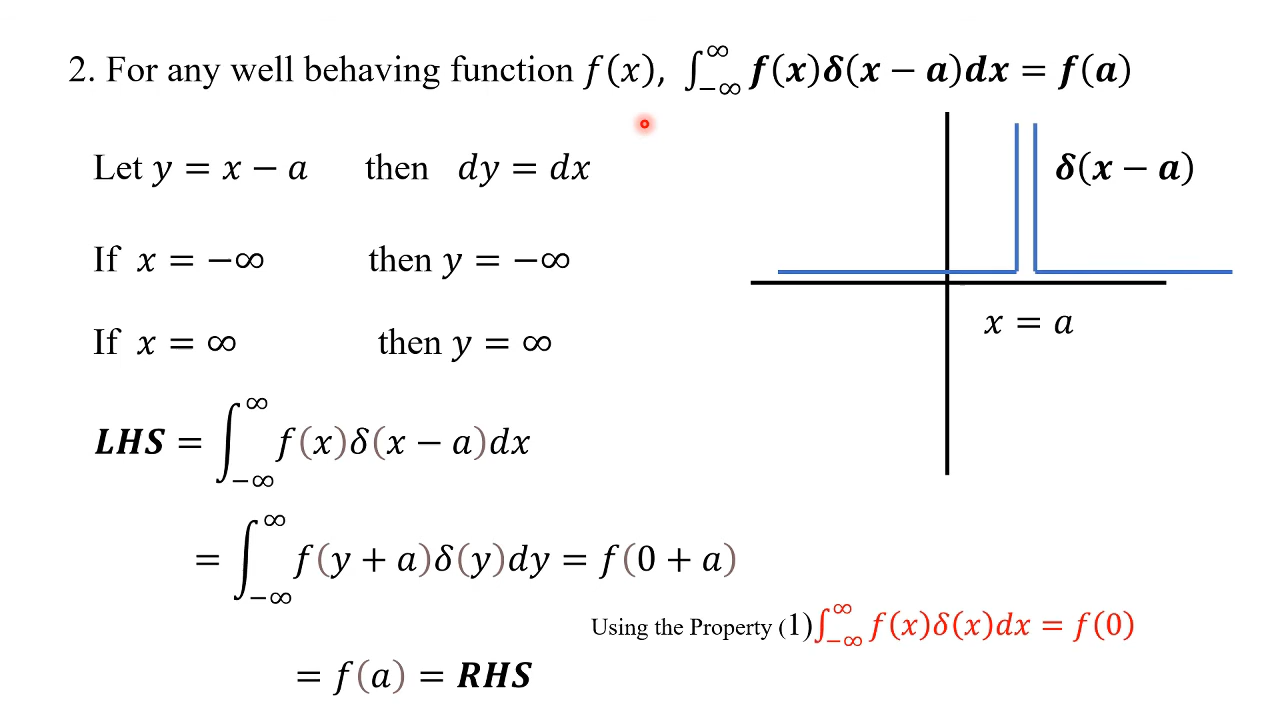 2. For any well behaving function f(x), ∫_{−∞}^{∞} f(x)δ(x − a)dx = f(a)
Let y = x − a then dy = dx
δ(x − a)
If x = −∞ then y = −∞
x = a
If x = ∞ then y = ∞
LHS = ∫_{−∞}^{∞} f(x)δ(x − a)dx
= ∫_{−∞}^{∞} f(y + a)δ(y)dy = f(0 + a)
Using the Property (1) ∫_{−∞}^{∞} f(x)δ(x)dx = f(0)
= f(a) = RHS